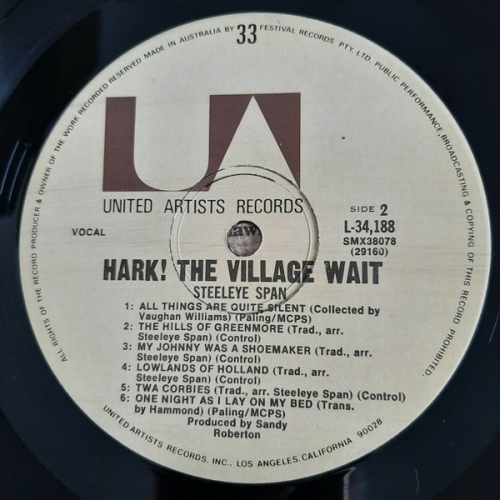 33
ALL RIGHTS OF THE RECORD PRODUCER & OWNER OF THE WORK RECORDED RESERVED MADE IN AUSTRALIA BY FESTIVAL RECORDS PTY. LTD. PUBLIC PERFORMANCE, BROADCASTING & COPYING OF THIS RECORD PROHIBITED.
UA
UNITED ARTISTS RECORDS
SIDE 2
VOCAL
L-34,188
SMX38078
(29160)
HARK! THE VILLAGE WAIT
STEELEYE SPAN
1: ALL THINGS ARE QUITE SILENT (Collected by
Vaughan Williams) (Paling/MCPS)
2: THE HILLS OF GREENMORE (Trad., arr.
Steeleye Span) (Control)
3: MY JOHNNY WAS A SHOEMAKER (Trad., arr.
Steeleye Span) (Control)
4: LOWLANDS OF HOLLAND (Trad., arr.
Steeleye Span) (Control)
5: TWA CORBIES (Trad., arr. Steeleye Span) (Control)
6: ONE NIGHT AS I LAY ON MY BED (Trans.
by Hammond) (Paling/MCPS)
Produced by Sandy
Roberton
UNITED ARTISTS RECORDS, INC., LOS ANGELES, CALIFORNIA 90028